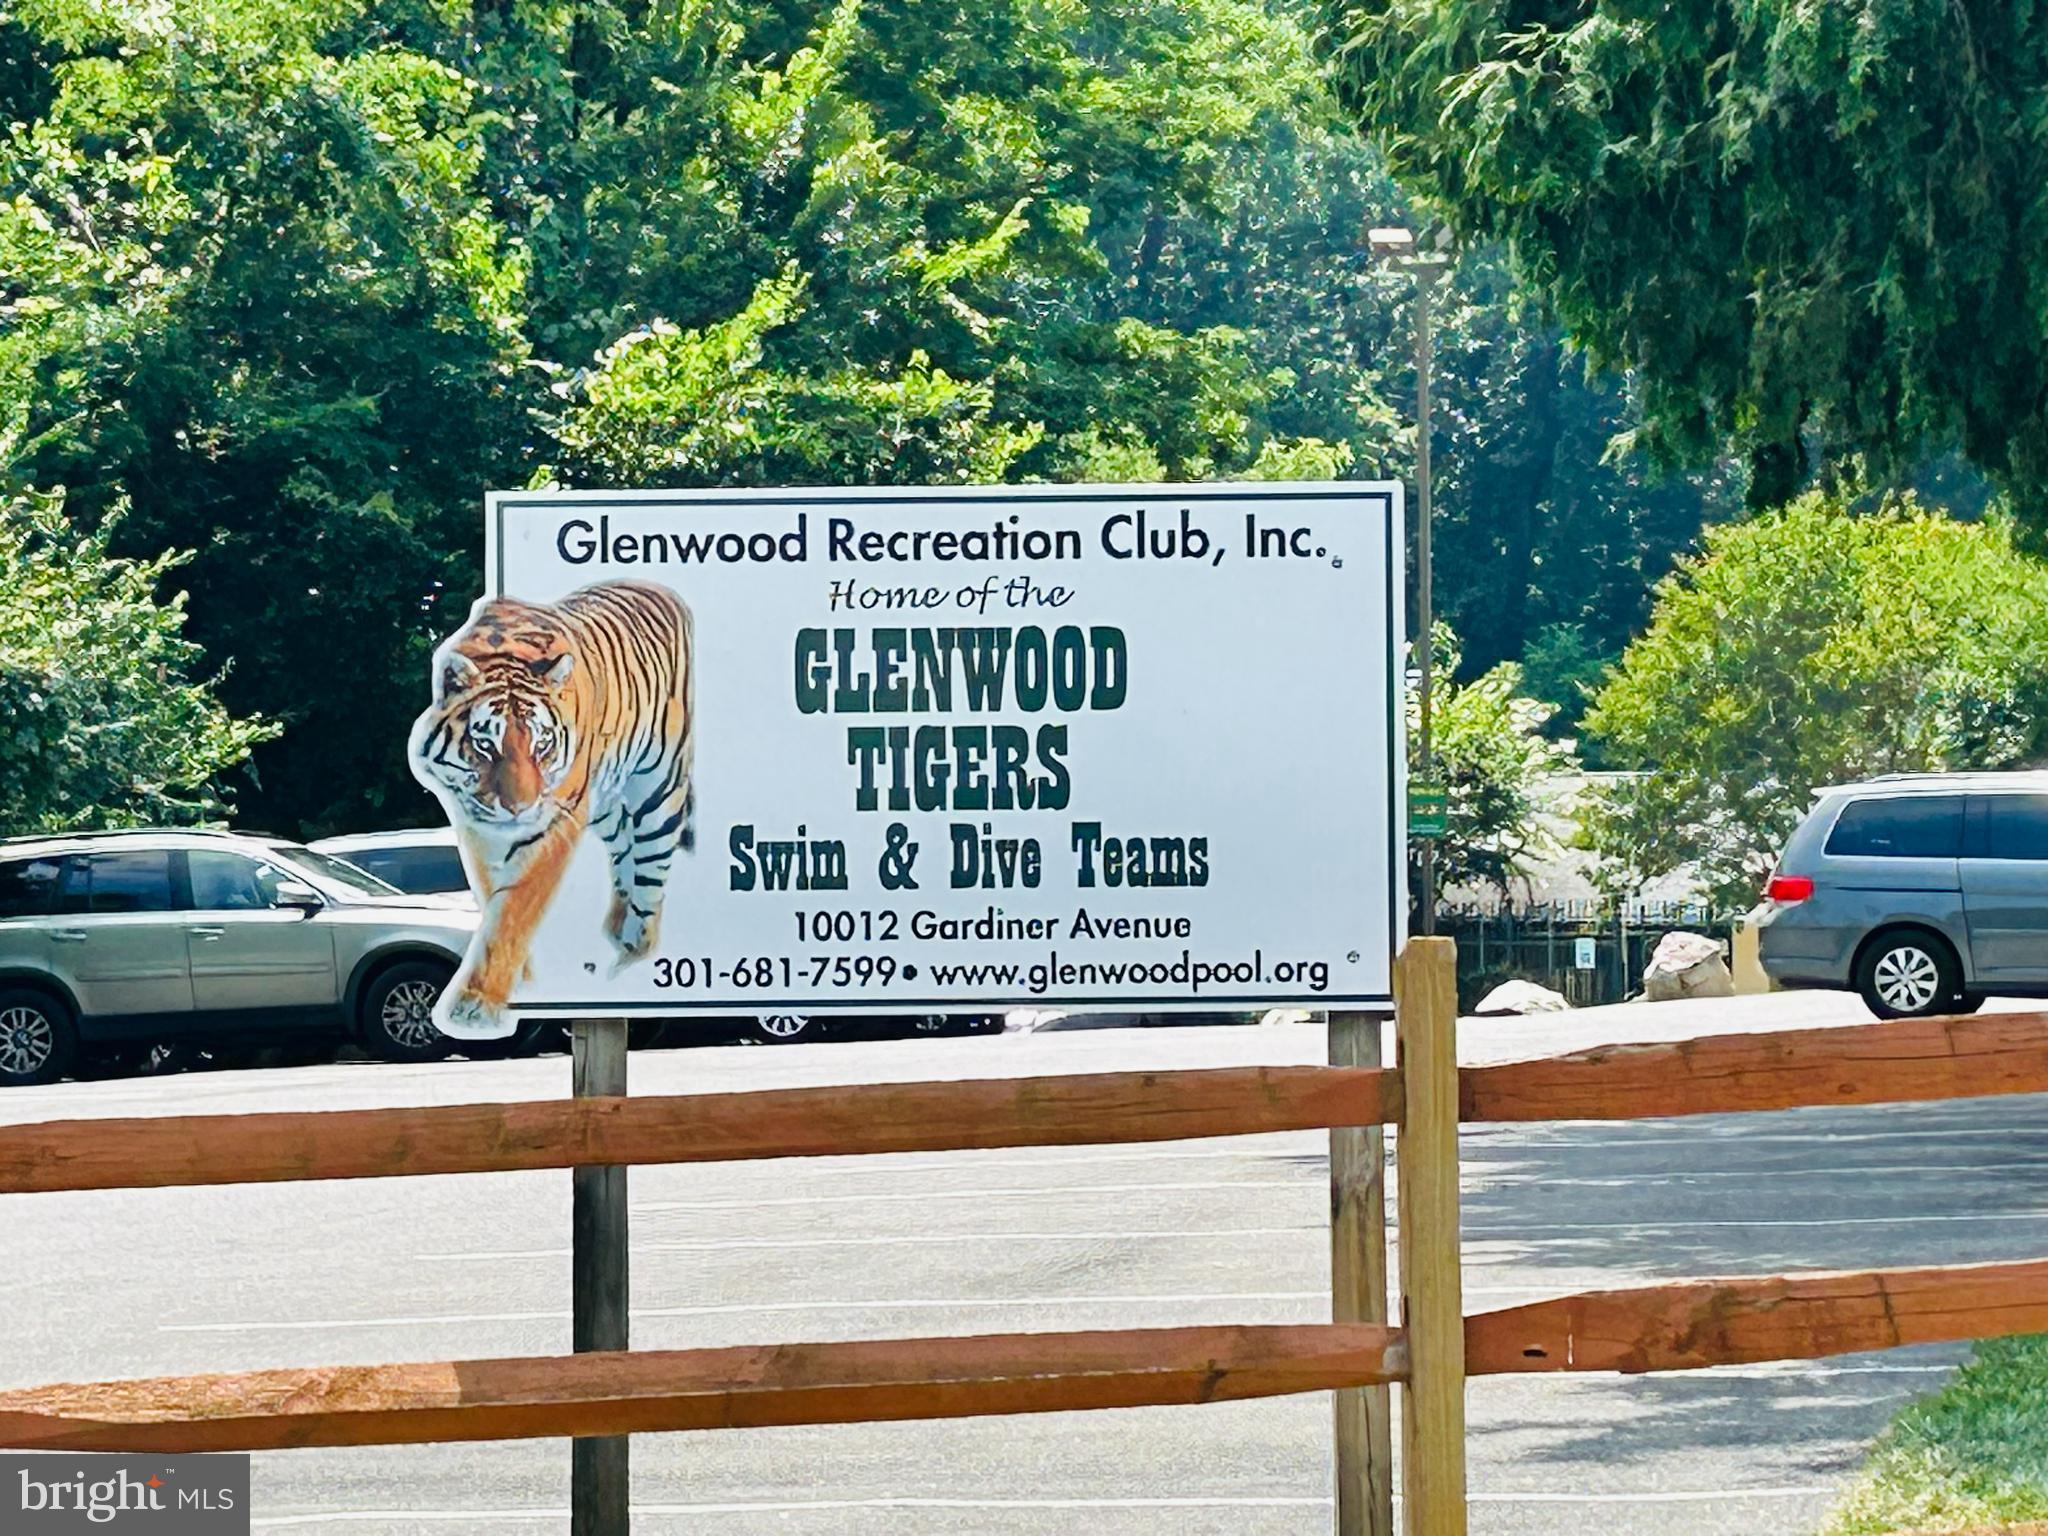 Glenwood Recreation Club, Inc.
Home of the
GLENWOOD
TIGERS
Swim & Dive Teams
10012 Gardiner Avenue
301-681-7599 • www.glenwoodpool.org
bright™ MLS